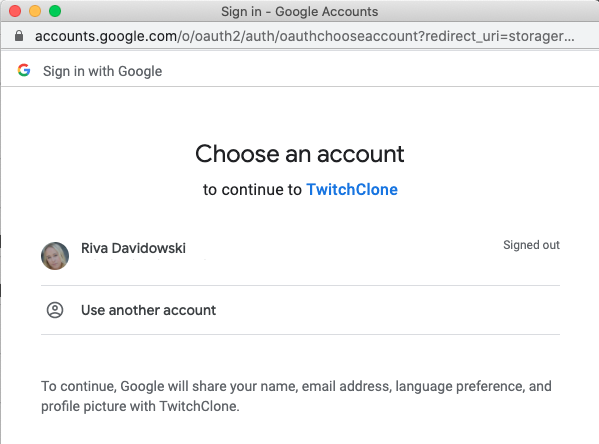 Sign in - Google Accounts
accounts.google.com/o/oauth2/auth/oauthchooseaccount?redirect_uri=storager...
Sign in with Google
Choose an account
to continue to TwitchClone
Riva Davidowski
Signed out
Use another account
To continue, Google will share your name, email address, language preference, and
profile picture with TwitchClone.